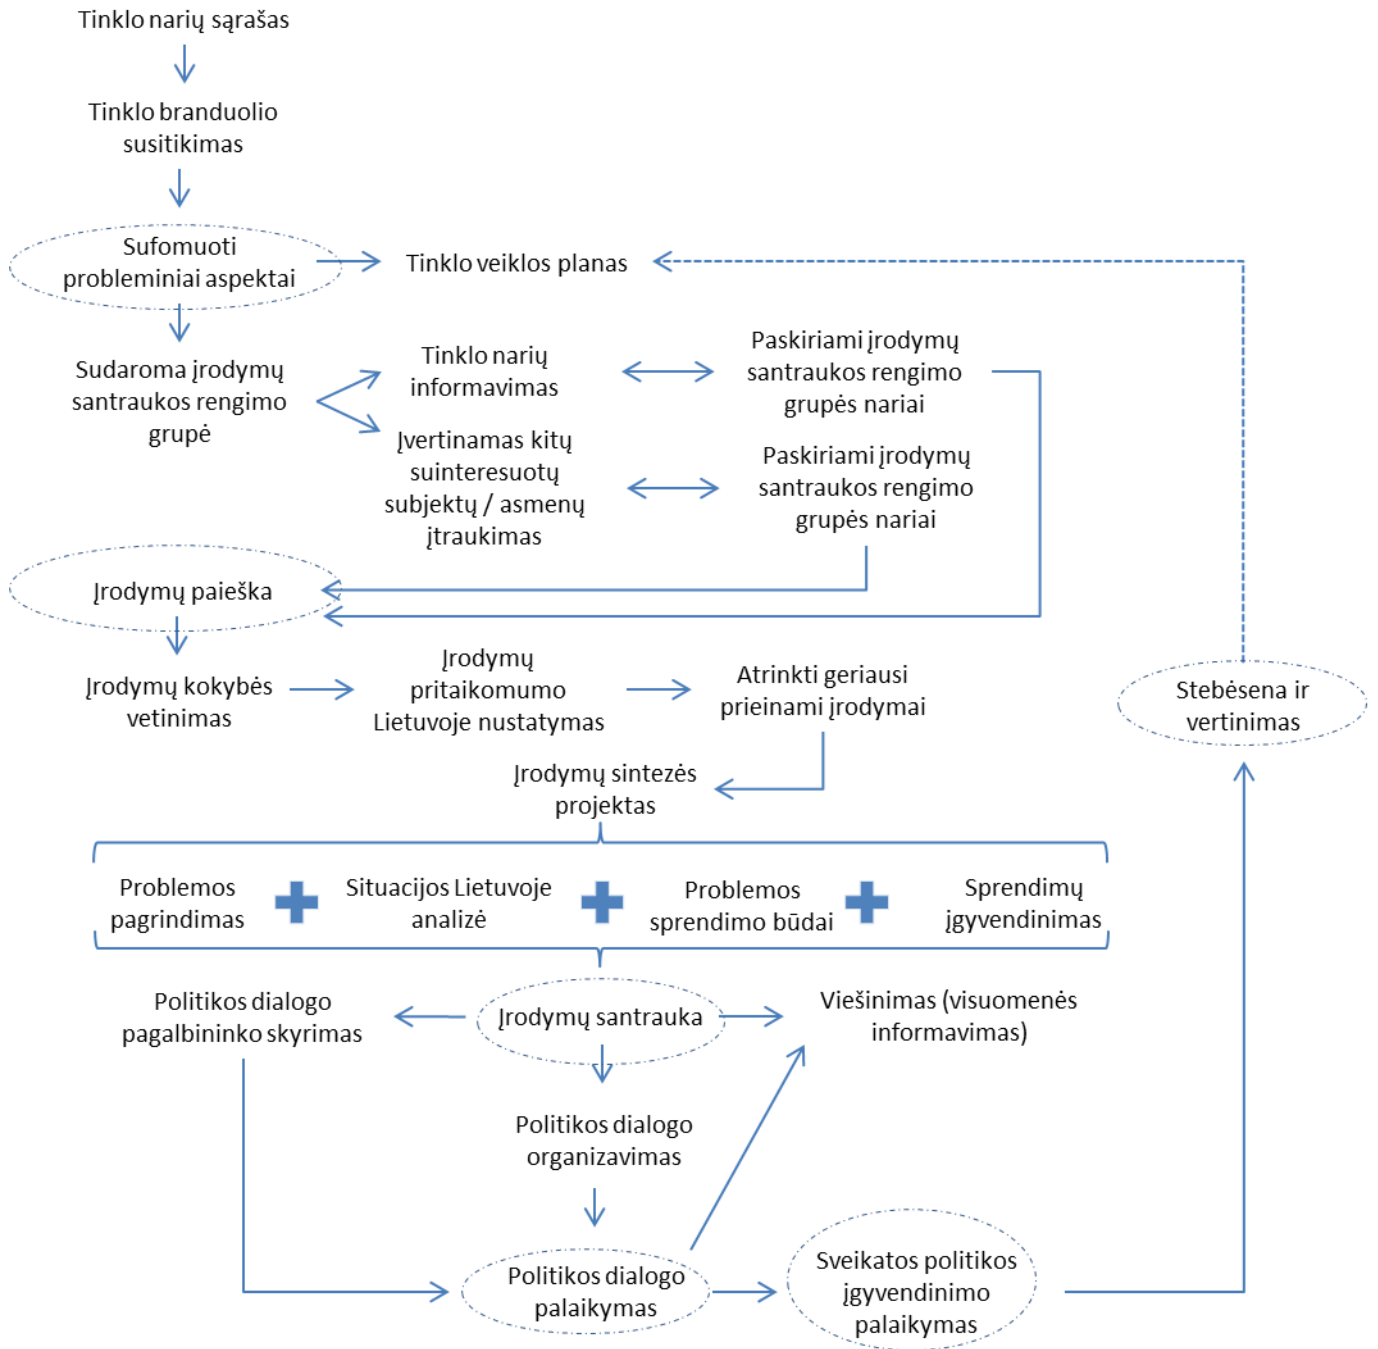 Tinklo narių sąrašas
Tinklo branduolio
susitikimas
Sufomuoti
probleminiai aspektai
Tinklo veiklos planas
Sudaroma įrodymų
santraukos rengimo
grupė
Tinklo narių
informavimas
Paskiriami įrodymų
santraukos rengimo
grupės nariai
Įvertinamas kitų
suinteresuotų
subjektų / asmenų
įtraukimas
Paskiriami įrodymų
santraukos rengimo
grupės nariai
Įrodymų paieška
Įrodymų kokybės
vetinimas
Įrodymų
pritaikomumo
Lietuvoje nustatymas
Atrinkti geriausi
prieinami įrodymai
Stebėsena ir
vertinimas
Įrodymų sintezės
projektas
Problemos
pagrindimas
Situacijos Lietuvoje
analizė
Problemos
sprendimo būdai
Sprendimų
įgyvendinimas
Politikos dialogo
pagalbininko skyrimas
Įrodymų santrauka
Viešinimas (visuomenės
informavimas)
Politikos dialogo
organizavimas
Politikos dialogo
palaikymas
Sveikatos politikos
įgyvendinimo
palaikymas